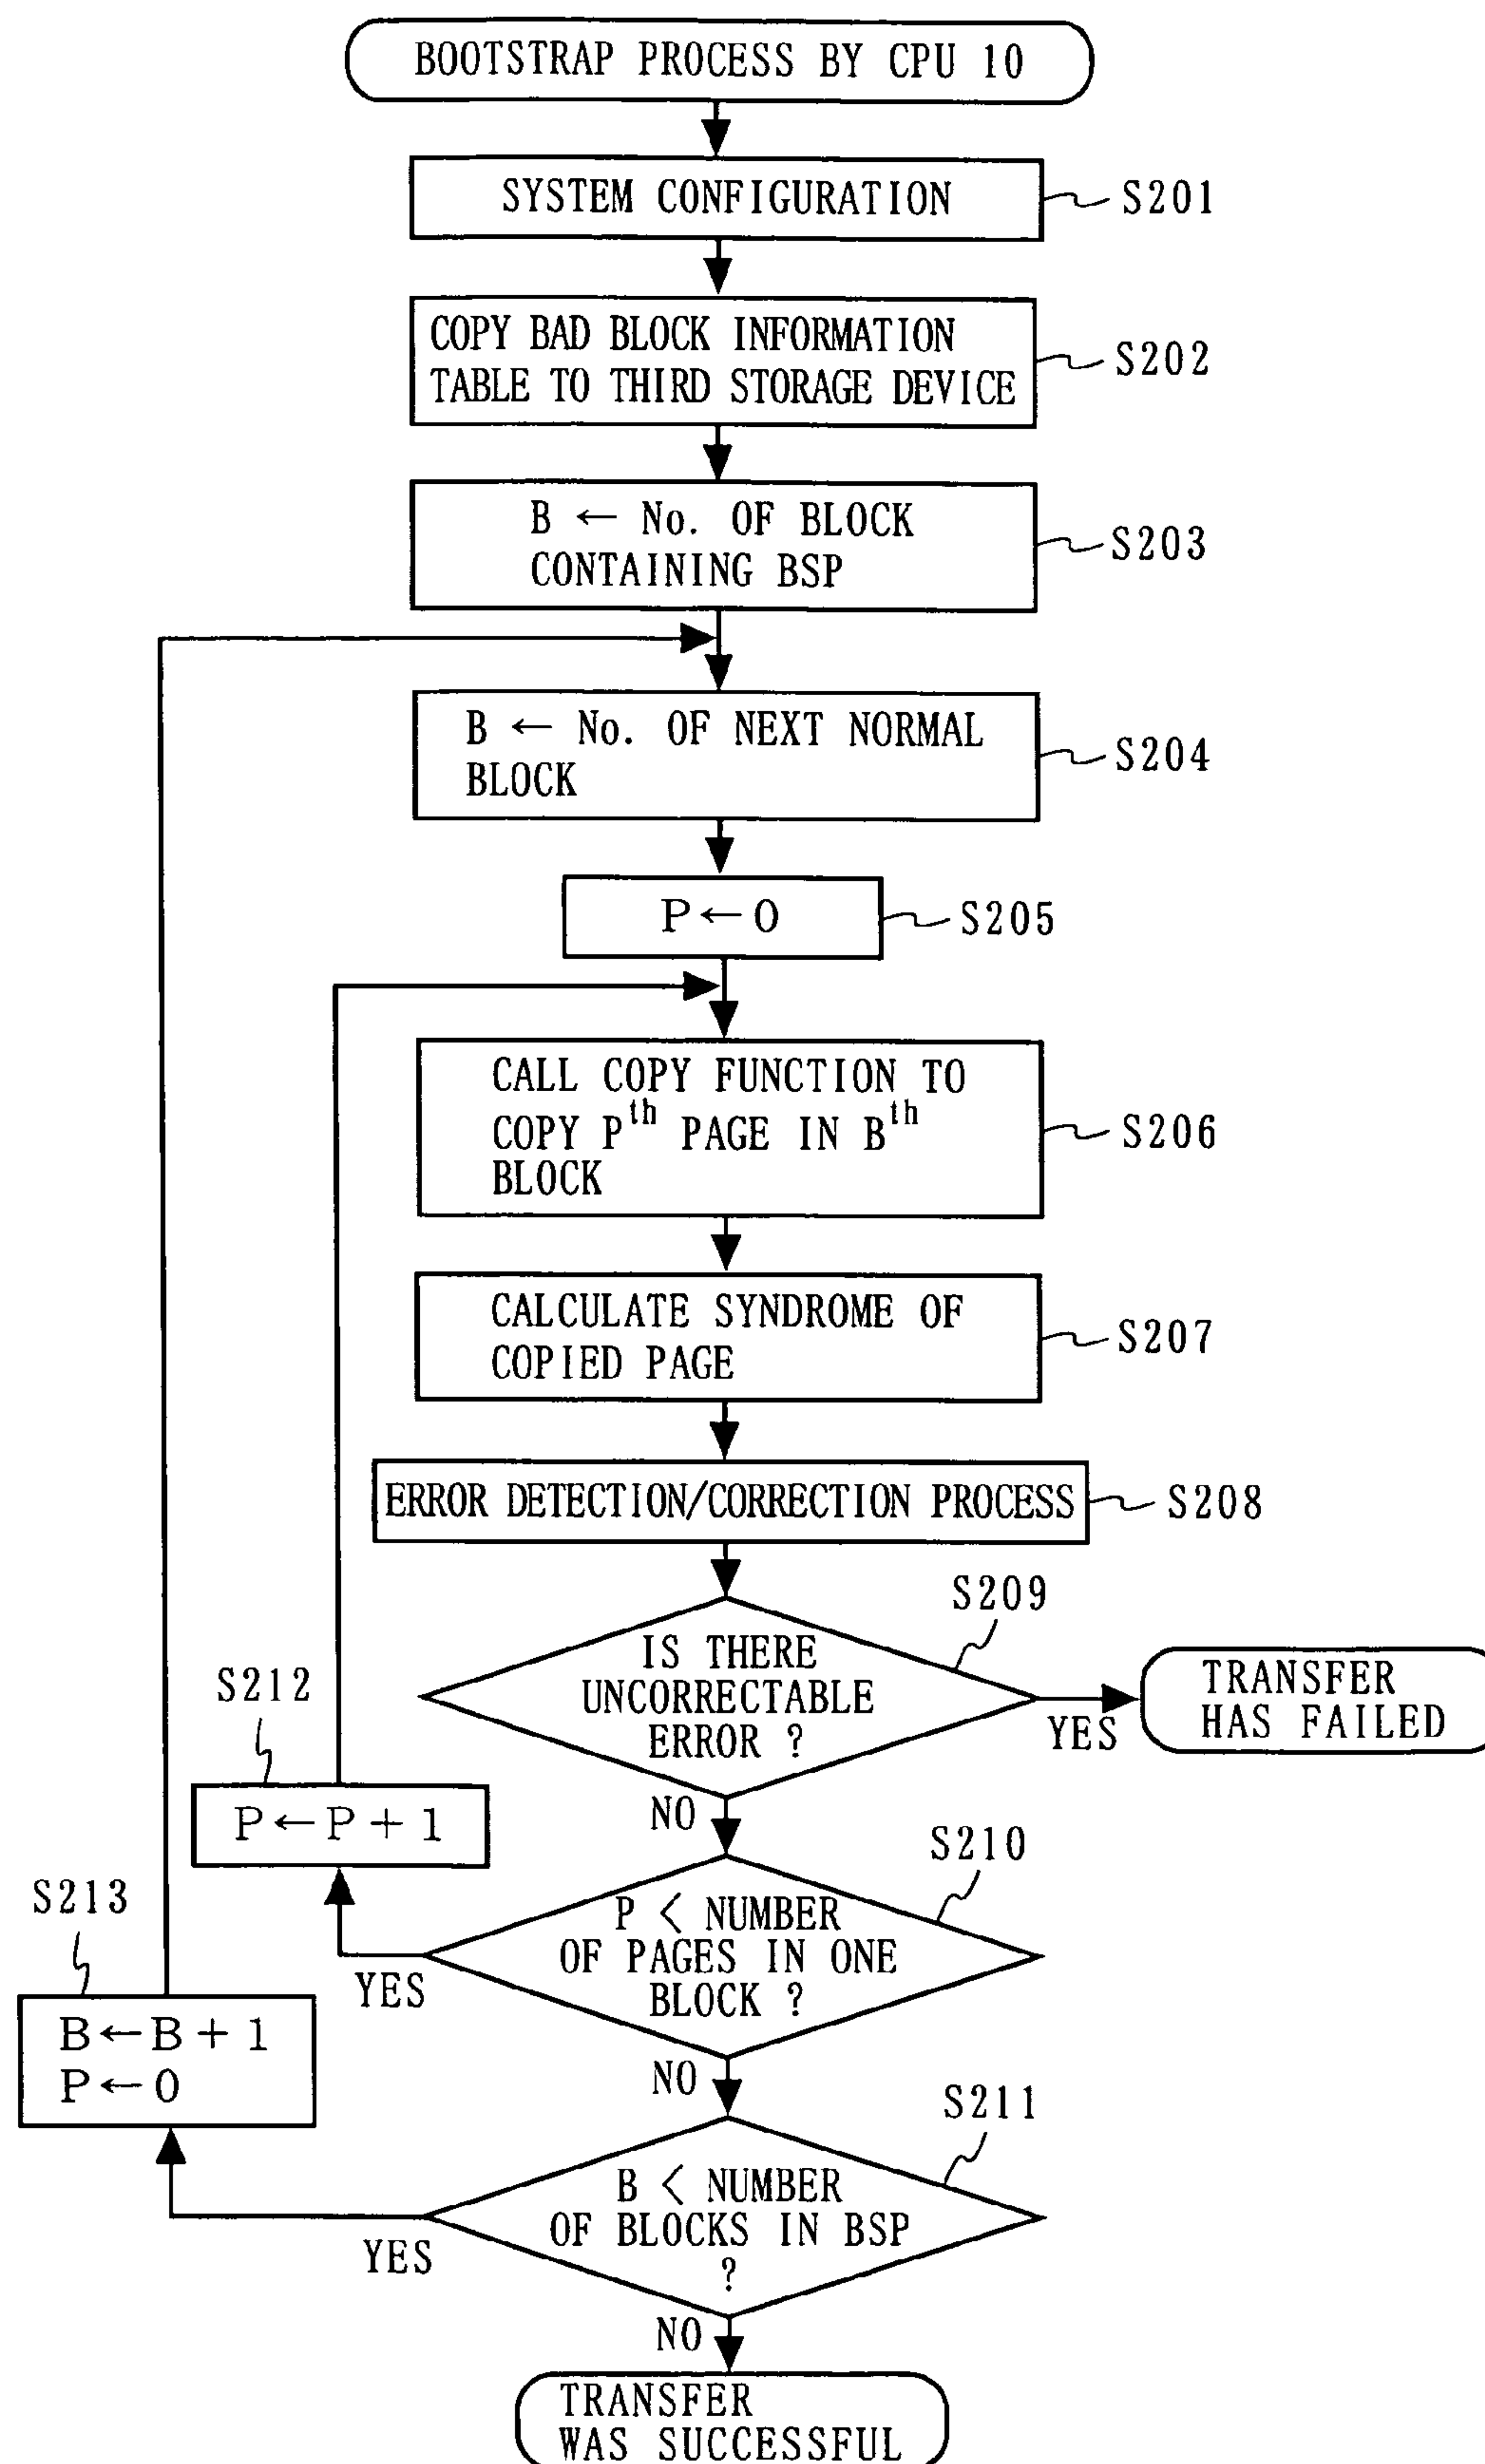 BOOTSTRAP PROCESS BY CPU 10
SYSTEM CONFIGURATION
S201
COPY BAD BLOCK INFORMATION
TABLE TO THIRD STORAGE DEVICE
S202
B ← No. OF BLOCK
CONTAINING BSP
S203
B ← No. OF NEXT NORMAL
BLOCK
S204
P←0
S205
CALL COPY FUNCTION TO
COPY Pth PAGE IN Bth
BLOCK
S206
CALCULATE SYNDROME OF
COPIED PAGE
S207
ERROR DETECTION/CORRECTION PROCESS
S208
S209
IS THERE
UNCORRECTABLE
ERROR ?
YES
TRANSFER
HAS FAILED
NO
S212
P←P+1
S210
P < NUMBER
OF PAGES IN ONE
BLOCK ?
YES
NO
S213
B←B+1
P←0
S211
B < NUMBER
OF BLOCKS IN BSP
?
YES
NO
TRANSFER
WAS SUCCESSFUL